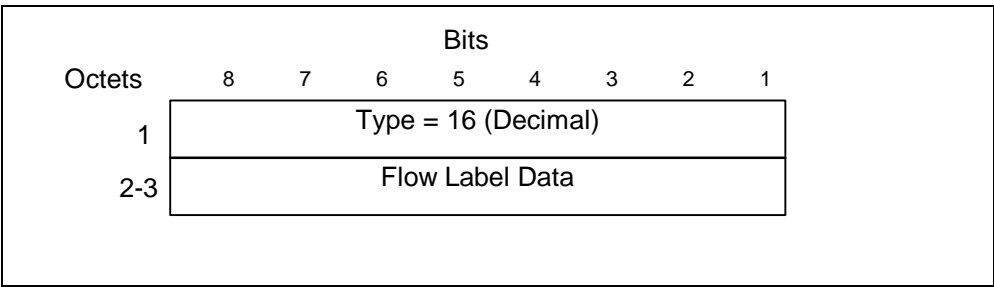 Bits
Octets 8 7 6 5 4 3 2 1
1 Type = 16 (Decimal)
2-3 Flow Label Data